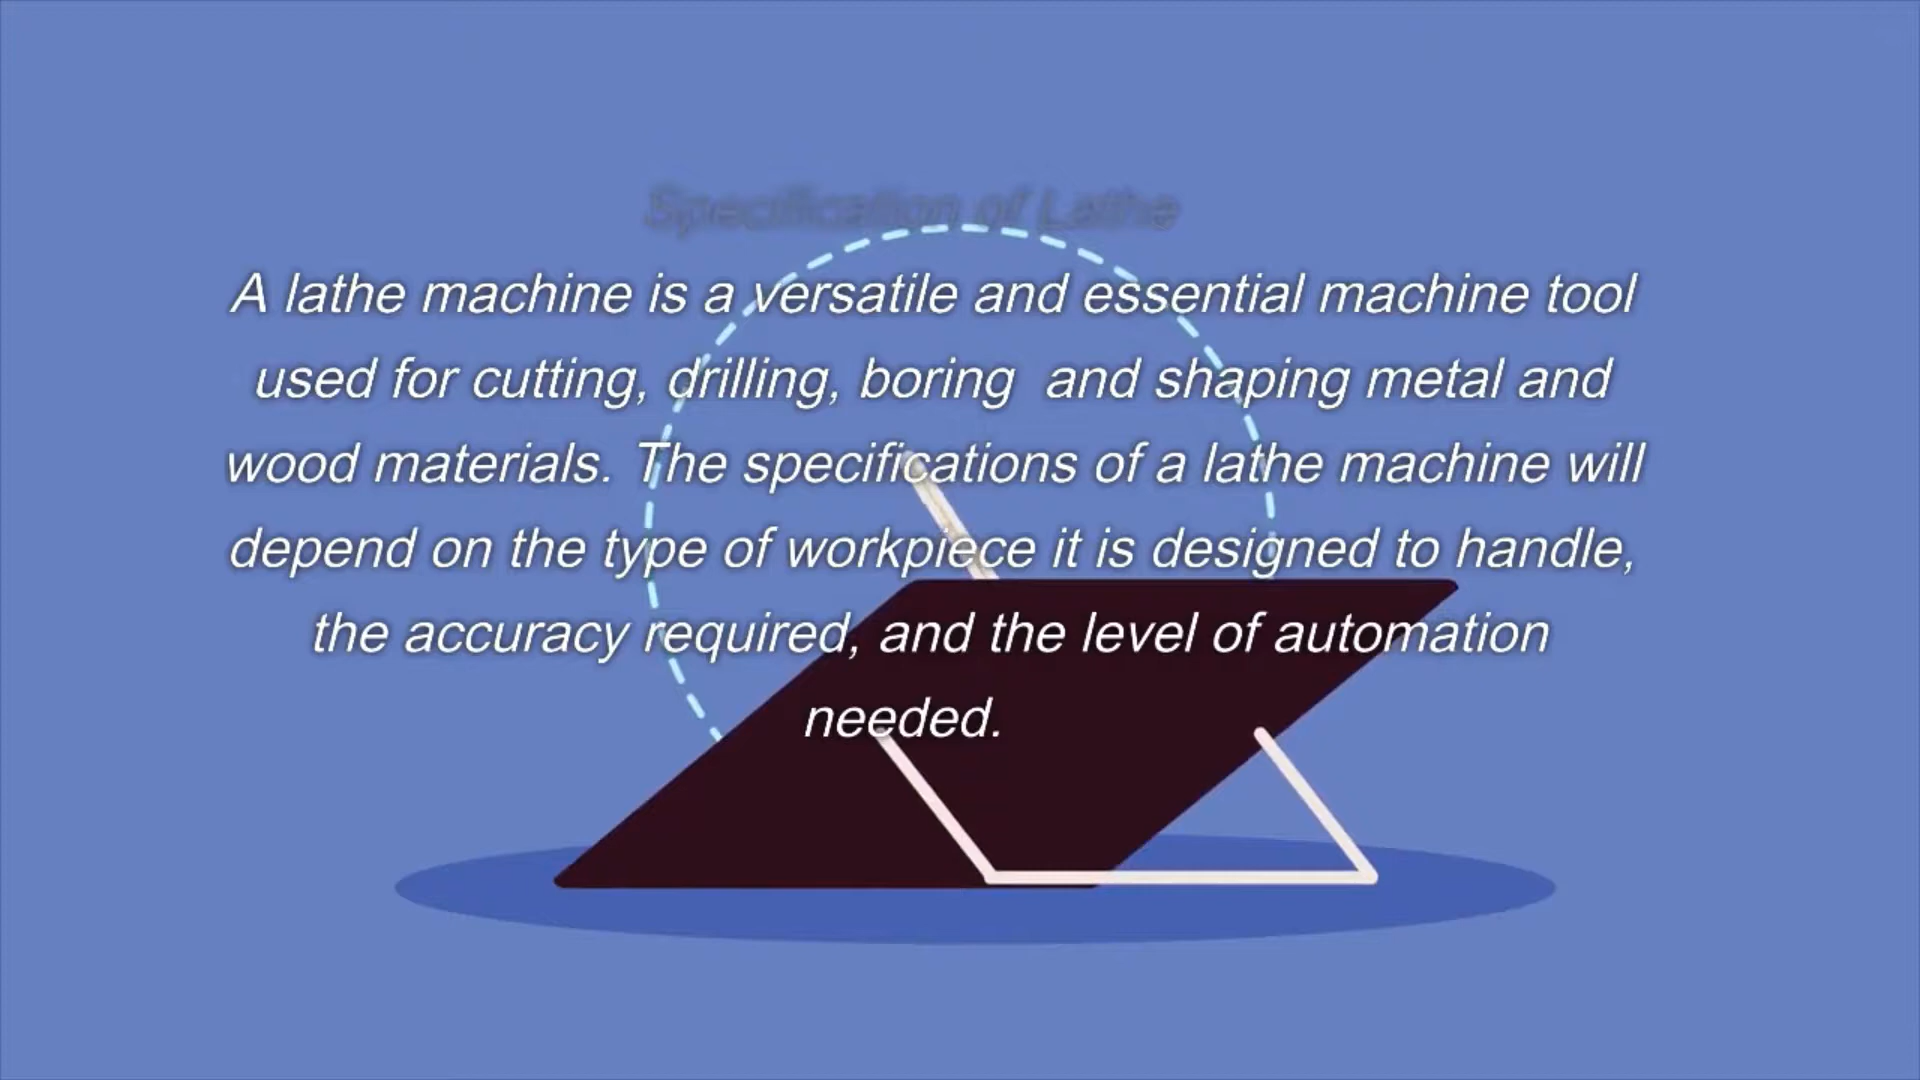 Specification of Lathe
A lathe machine is a versatile and essential machine tool
used for cutting, drilling, boring  and shaping metal and
wood materials. The specifications of a lathe machine will
depend on the type of workpiece it is designed to handle,
the accuracy required, and the level of automation
needed.